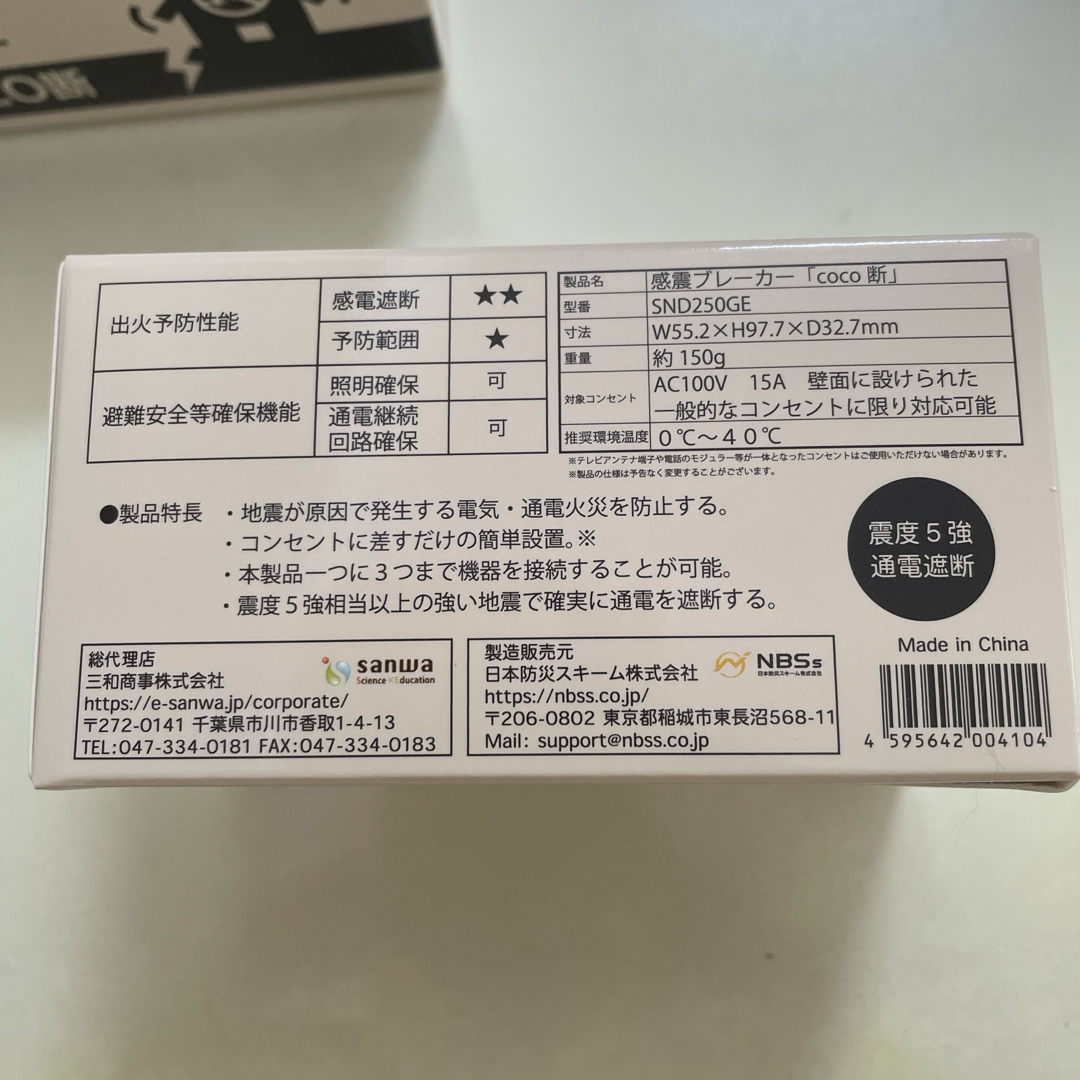 CO断
出火予防性能
感電遮断 ★★
予防範囲 ★
避難安全等確保機能
照明確保 可
通電継続
回路確保 可
製品名 感震ブレーカー「coco断」
型番 SND250GE
寸法 W55.2×H97.7×D32.7mm
重量 約150g
対象コンセント AC100V 15A 壁面に設けられた
一般的なコンセントに限り対応可能
推奨環境温度 0℃～40℃
※テレビアンテナ端子や電話のモジュラー等が一体となったコンセントはご使用いただけない場合があります。
※製品の仕様は予告なく変更することがございます。
●製品特長 ・地震が原因で発生する電気・通電火災を防止する。
・コンセントに差すだけの簡単設置。※
・本製品一つに3つまで機器を接続することが可能。
・震度5強相当以上の強い地震で確実に通電を遮断する。
震度5強
通電遮断
総代理店
三和商事株式会社
sanwa
Science×Education
https://e-sanwa.jp/corporate/
〒272-0141 千葉県市川市香取1-4-13
TEL:047-334-0181 FAX:047-334-0183
製造販売元
日本防災スキーム株式会社
NBSs
日本防災スキーム株式会社
https://nbss.co.jp/
〒206-0802 東京都稲城市東長沼568-11
Mail: support@nbss.co.jp
Made in China
4 595642 004104